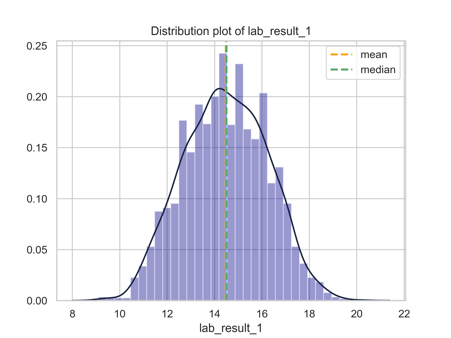 Distribution plot of lab_result_1
mean
median
0.25
0.20
0.15
0.10
0.05
0.00
8 10 12 14 16 18 20 22
lab_result_1